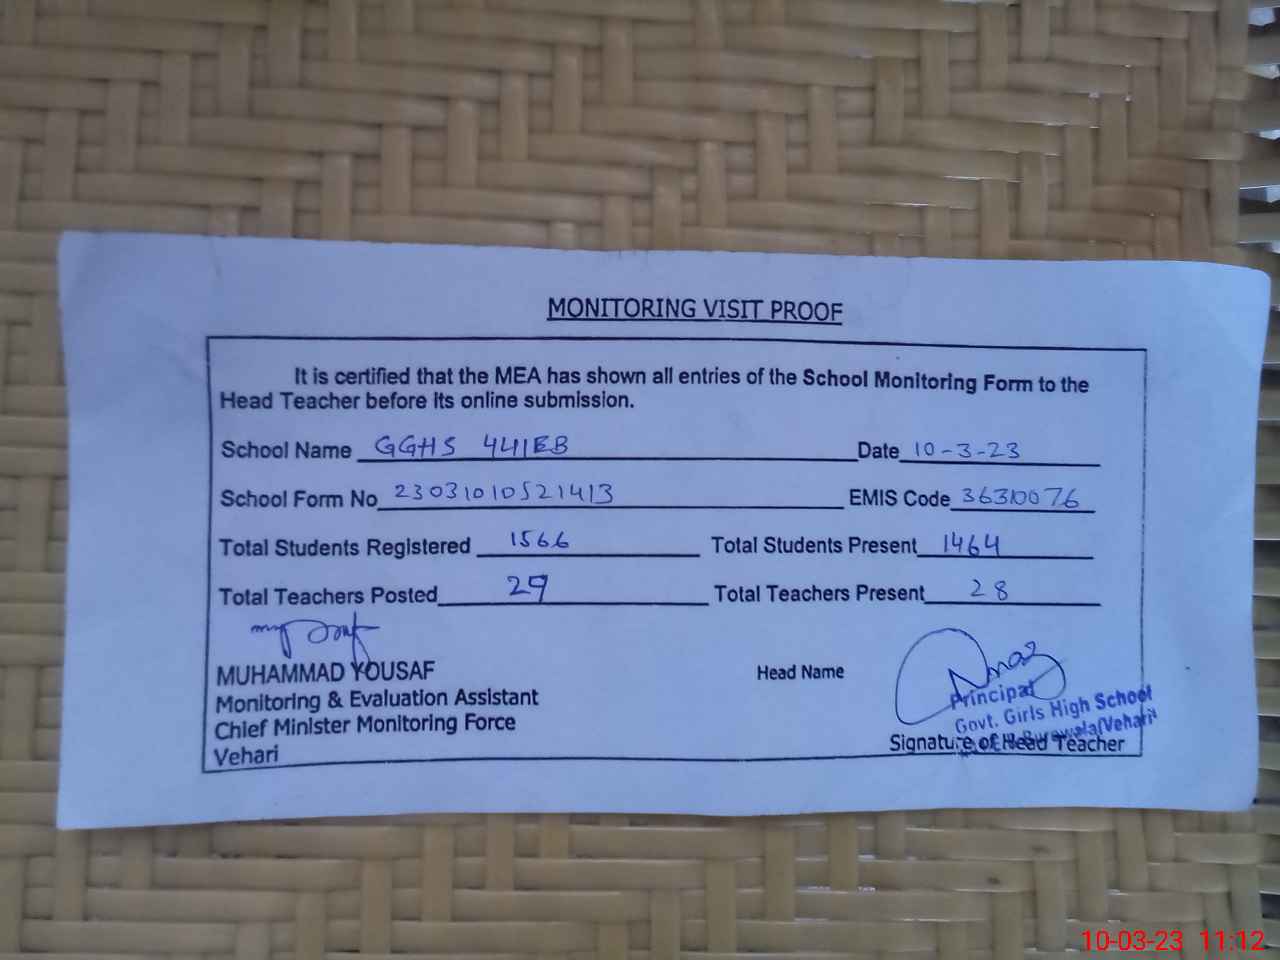 MONITORING VISIT PROOF
It is certified that the MEA has shown all entries of the School Monitoring Form to the
Head Teacher before its online submission.
School Name GGHS 441EB Date 10-3-23
School Form No 23031010521413 EMIS Code 36310076
Total Students Registered 1566 Total Students Present 1464
Total Teachers Posted 29 Total Teachers Present 28
MUHAMMAD YOUSAF Head Name
Monitoring & Evaluation Assistant Principal
Chief Minister Monitoring Force Govt. Girls High School
Vehari Signature of Head Teacher Burewala(Vehari)
10-03-23 11:12